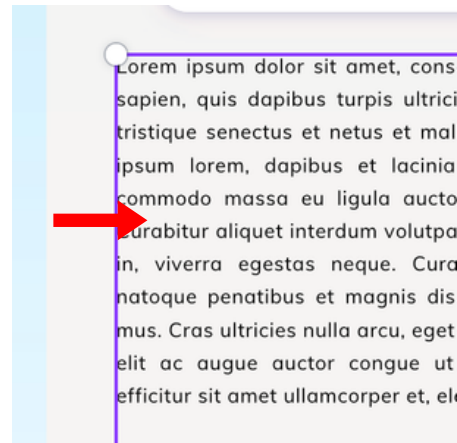 Lorem ipsum dolor sit amet, cons
sapien, quis dapibus turpis ultrici
tristique senectus et netus et mal
ipsum lorem, dapibus et lacinia
commodo massa eu ligula aucto
Curabitur aliquet interdum volutpa
in, viverra egestas neque. Cura
natoque penatibus et magnis dis
mus. Cras ultricies nulla arcu, eget
elit ac augue auctor congue ut
efficitur sit amet ullamcorper et, ele